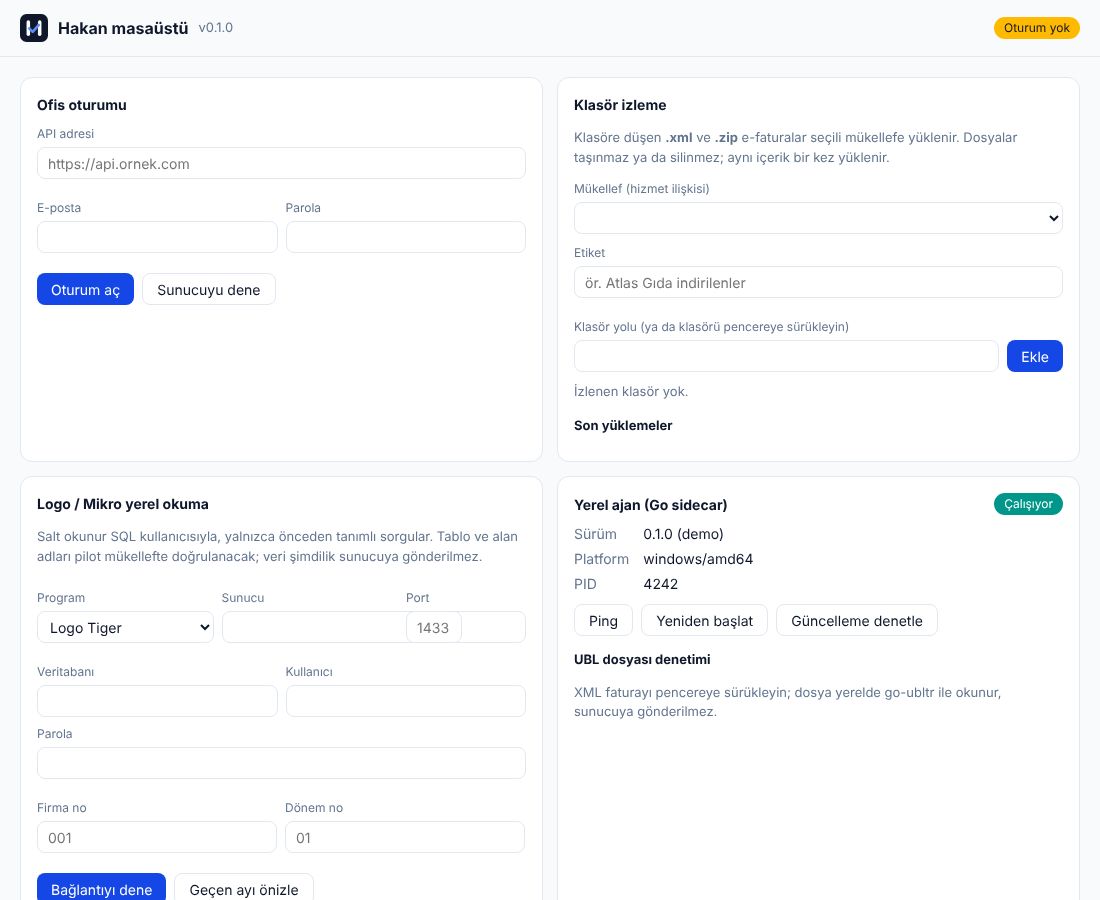 Hakan masaüstü v0.1.0
Oturum yok
Ofis oturumu
API adresi
https://api.ornek.com
E-posta
Parola
Oturum aç
Sunucuyu dene
Klasör izleme
Klasöre düşen .xml ve .zip e-faturalar seçili mükellefe yüklenir. Dosyalar
taşınmaz ya da silinmez; aynı içerik bir kez yüklenir.
Mükellef (hizmet ilişkisi)
Etiket
ör. Atlas Gıda indirilenler
Klasör yolu (ya da klasörü pencereye sürükleyin)
Ekle
İzlenen klasör yok.
Son yüklemeler
Logo / Mikro yerel okuma
Salt okunur SQL kullanıcısıyla, yalnızca önceden tanımlı sorgular. Tablo ve alan
adları pilot mükellefte doğrulanacak; veri şimdilik sunucuya gönderilmez.
Program
Sunucu
Port
Logo Tiger
1433
Veritabanı
Kullanıcı
Parola
Firma no
Dönem no
001
01
Bağlantıyı dene
Geçen ayı önizle
Yerel ajan (Go sidecar)
Çalışıyor
Sürüm 0.1.0 (demo)
Platform windows/amd64
PID 4242
Ping
Yeniden başlat
Güncelleme denetle
UBL dosyası denetimi
XML faturayı pencereye sürükleyin; dosya yerelde go-ubltr ile okunur,
sunucuya gönderilmez.